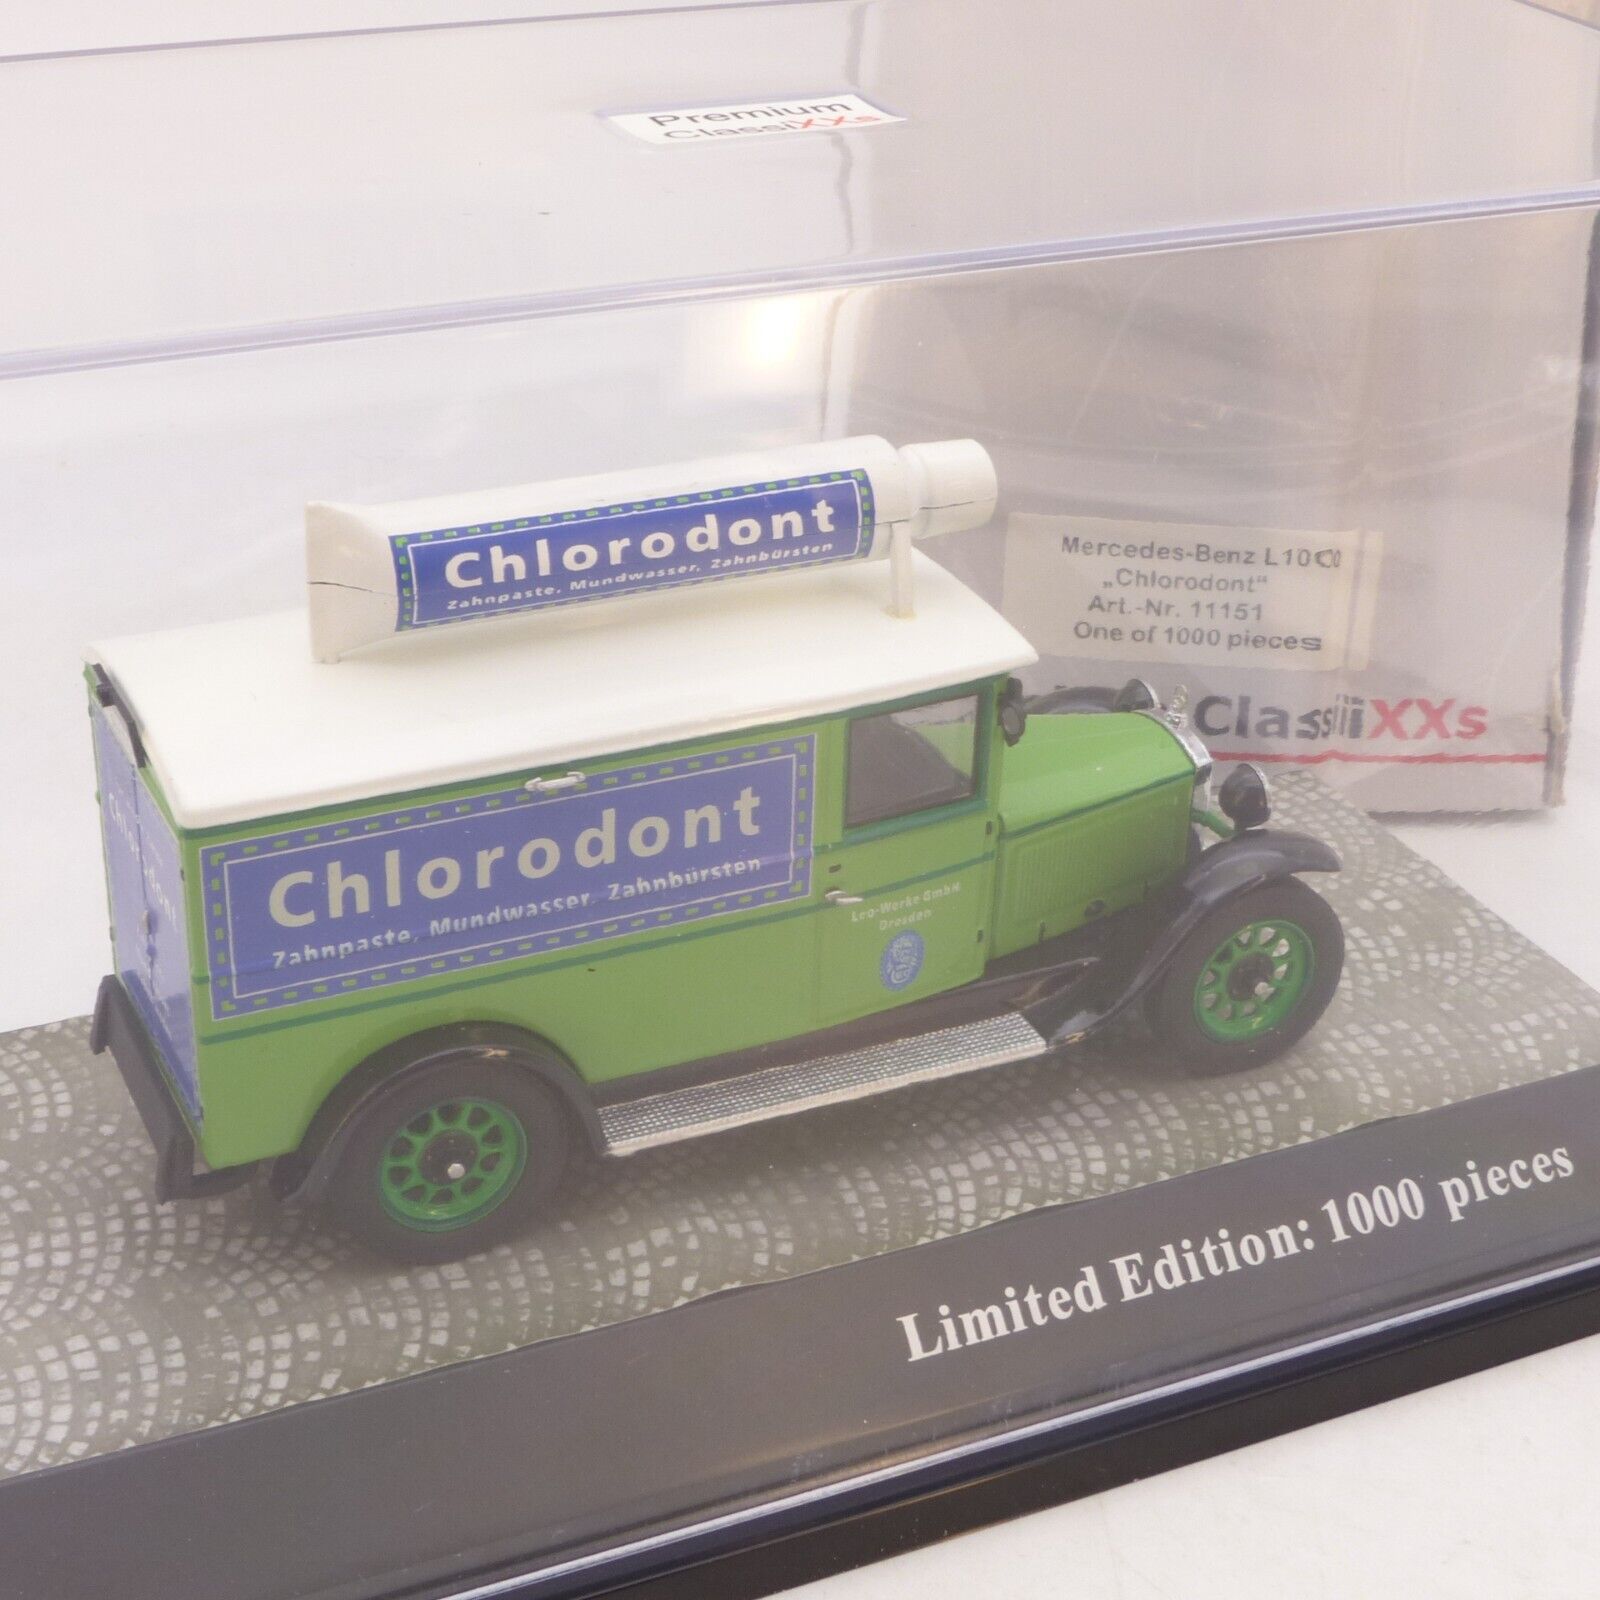 Premium
ClassiXXs
Chlorodont
Zahnpaste, Mundwasser, Zahnbürsten
Mercedes-Benz L1000
„Chlorodont“
Art.-Nr. 11151
One of 1000 pieces
ClassiXXs
Chlorodont
Zahnpaste, Mundwasser, Zahnbürsten
Leo-Werke GmbH
Dresden
Limited Edition: 1000 pieces